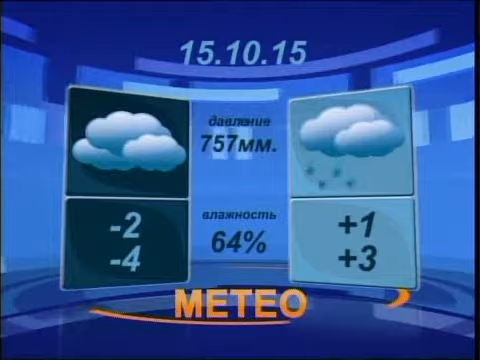 15.10.15
давление
757мм.
влажность
64%
-2
-4
+1
+3
МЕТЕО